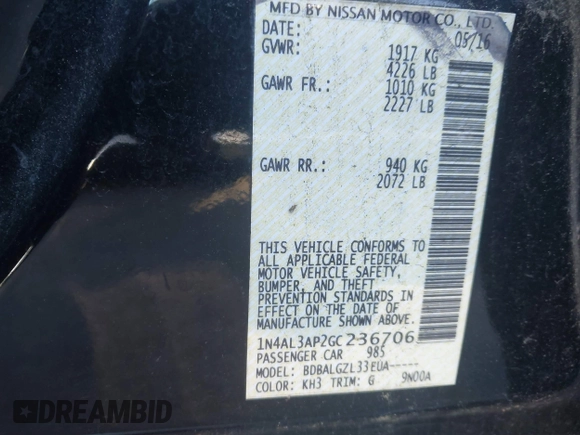 MFD BY NISSAN MOTOR CO., LTD.
DATE: 05/16
GVWR: 1917 KG
4226 LB
GAWR FR.: 1010 KG
2227 LB
GAWR RR.: 940 KG
2072 LB
THIS VEHICLE CONFORMS TO
ALL APPLICABLE FEDERAL
MOTOR VEHICLE SAFETY,
BUMPER, AND THEFT
PREVENTION STANDARDS IN
EFFECT ON THE DATE OF
MANUFACTURE SHOWN ABOVE.
1N4AL3AP2GC236706
PASSENGER CAR 985
MODEL: BDBALGZL33EUA-----
COLOR: KH3 TRIM: G 9N00A
DREAMBID